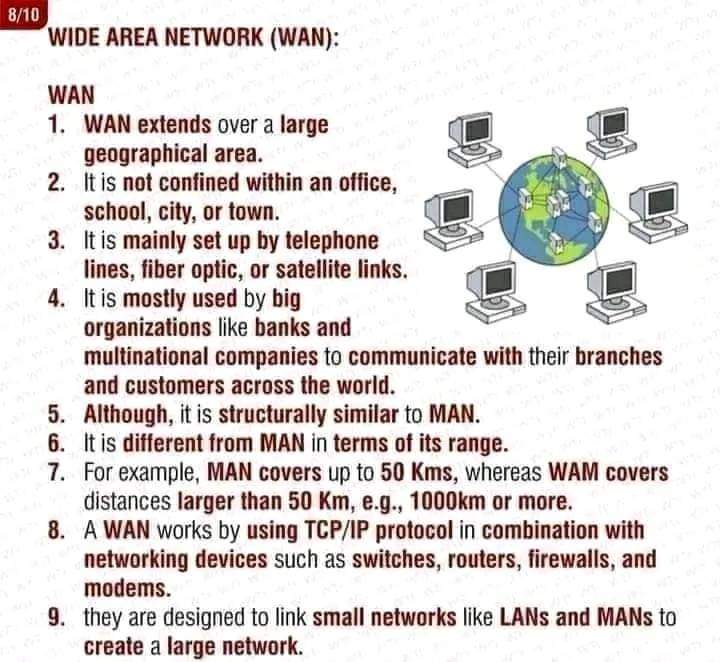 8/10
WIDE AREA NETWORK (WAN):
WAN
1. WAN extends over a large
geographical area.
2. It is not confined within an office,
school, city, or town.
3. It is mainly set up by telephone
lines, fiber optic, or satellite links.
4. It is mostly used by big
organizations like banks and
multinational companies to communicate with their branches
and customers across the world.
5. Although, it is structurally similar to MAN.
6. It is different from MAN in terms of its range.
7. For example, MAN covers up to 50 Kms, whereas WAM covers
distances larger than 50 Km, e.g., 1000km or more.
8. A WAN works by using TCP/IP protocol in combination with
networking devices such as switches, routers, firewalls, and
modems.
9. they are designed to link small networks like LANs and MANs to
create a large network.